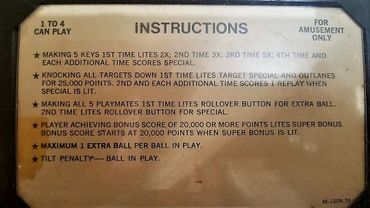 1 TO 4
CAN PLAY
INSTRUCTIONS
FOR
AMUSEMENT
ONLY
★ MAKING 5 KEYS 1ST TIME LITES 2X; 2ND TIME 3X; 3RD TIME 5X; 4TH TIME AND
EACH ADDITIONAL TIME SCORES SPECIAL.
★ KNOCKING ALL TARGETS DOWN 1ST TIME LITES TARGET SPECIAL AND OUTLANES
FOR 25,000 POINTS. 2ND AND EACH ADDITIONAL TIME SCORES 1 REPLAY WHEN
SPECIAL IS LIT.
★ MAKING ALL 5 PLAYMATES 1ST TIME LITES ROLLOVER BUTTON FOR EXTRA BALL.
2ND TIME LITES ROLLOVER BUTTON FOR SPECIAL.
★ PLAYER ACHIEVING BONUS SCORE OF 20,000 OR MORE POINTS LITES SUPER BONUS.
BONUS SCORE STARTS AT 20,000 POINTS WHEN SUPER BONUS IS LIT.
★ MAXIMUM 1 EXTRA BALL PER BALL IN PLAY.
★ TILT PENALTY — BALL IN PLAY.